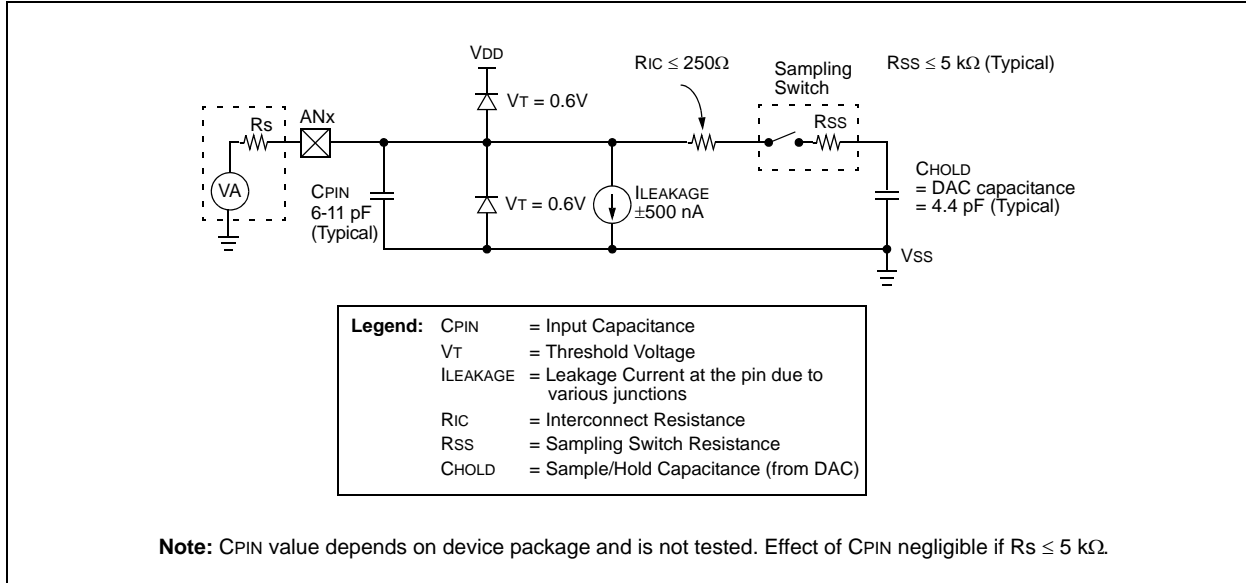 VDD
RIC ≤ 250Ω
Sampling
Switch
RSS ≤ 5 kΩ (Typical)
VT = 0.6V
Rs
ANx
RSS
VA
CPIN
6-11 pF
(Typical)
VT = 0.6V
ILEAKAGE
±500 nA
CHOLD
= DAC capacitance
= 4.4 pF (Typical)
VSS
Legend: CPIN = Input Capacitance
VT = Threshold Voltage
ILEAKAGE = Leakage Current at the pin due to
various junctions
RIC = Interconnect Resistance
RSS = Sampling Switch Resistance
CHOLD = Sample/Hold Capacitance (from DAC)
Note: CPIN value depends on device package and is not tested. Effect of CPIN negligible if Rs ≤ 5 kΩ.